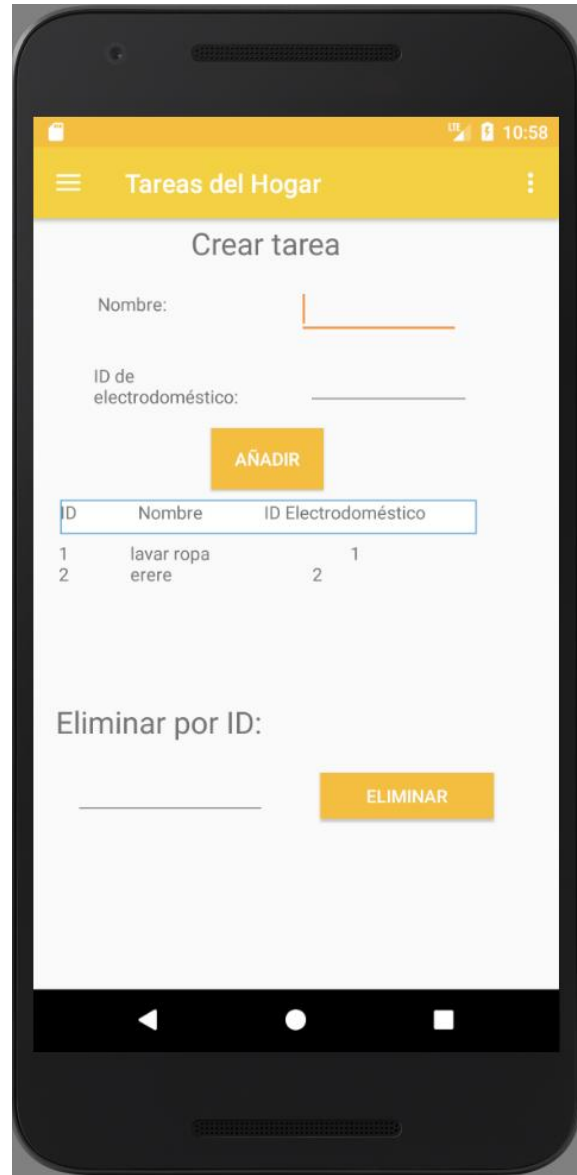 LTE 10:58
Tareas del Hogar
Crear tarea
Nombre:
ID de
electrodoméstico:
AÑADIR
ID Nombre ID Electrodoméstico
1 lavar ropa 1
2 erere 2
Eliminar por ID:
ELIMINAR